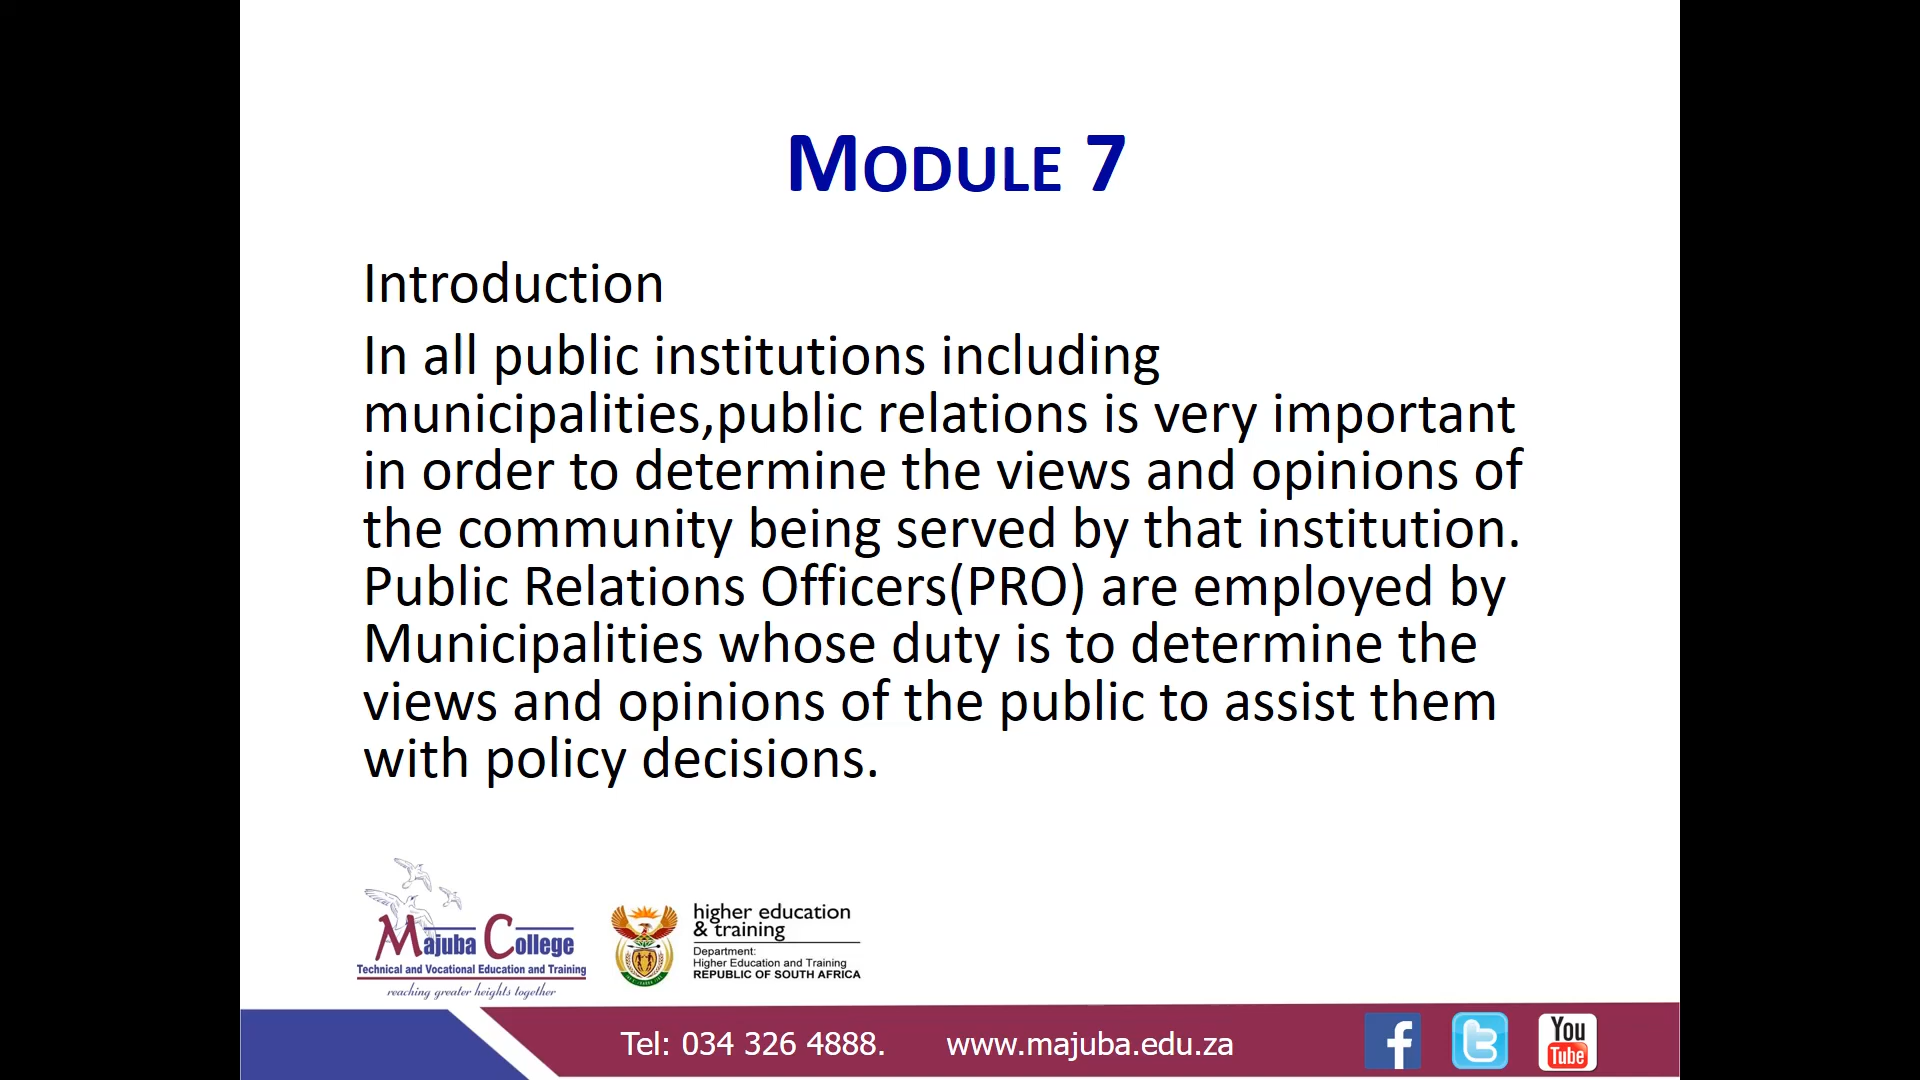 MODULE 7
Introduction
In all public institutions including
municipalities,public relations is very important
in order to determine the views and opinions of
the community being served by that institution.
Public Relations Officers(PRO) are employed by
Municipalities whose duty is to determine the
views and opinions of the public to assist them
with policy decisions.
Majuba College
Technical and Vocational Education and Training
reaching greater heights together
higher education
& training
Department:
Higher Education and Training
REPUBLIC OF SOUTH AFRICA
Tel: 034 326 4888. www.majuba.edu.za
You
Tube